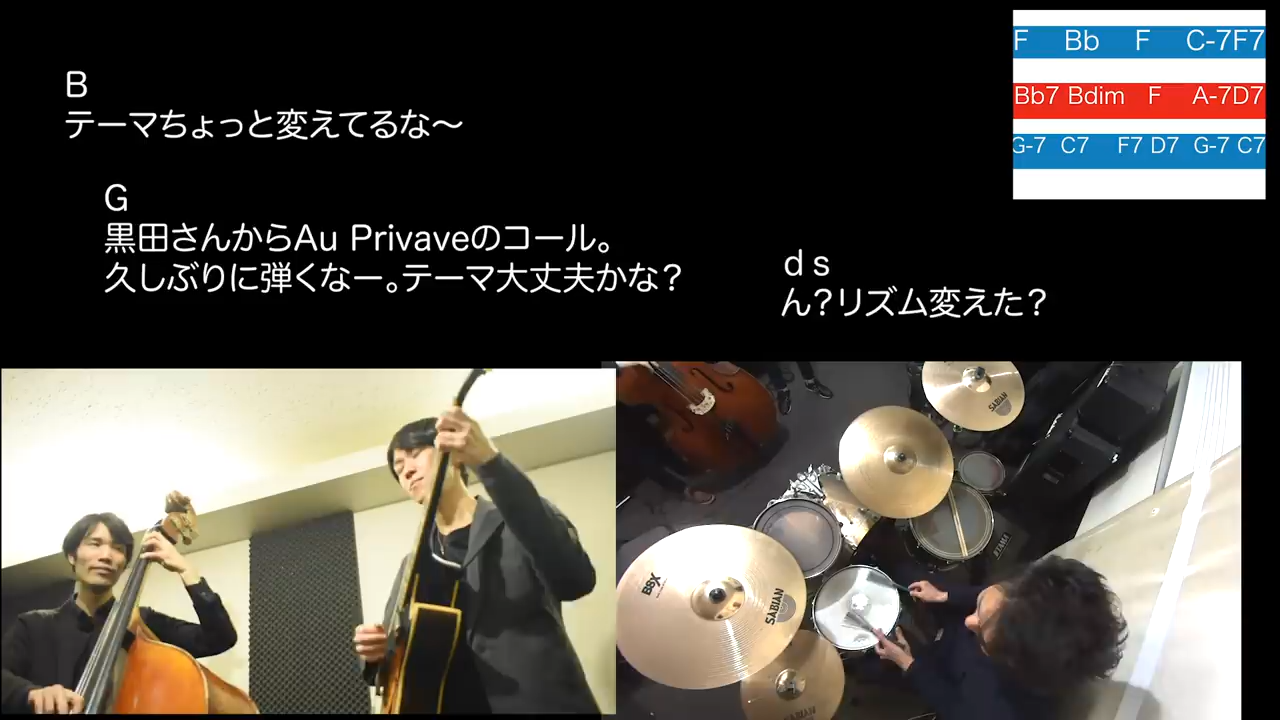 B
テーマちょっと変えてるな〜
G
黒田さんからAu Privaveのコール。
久しぶりに弾くなー。テーマ大丈夫かな？
d s
ん？リズム変えた？
F Bb F C-7F7
Bb7 Bdim F A-7D7
G-7 C7 F7 D7 G-7 C7
SABIAN
B8X
SABIAN
TAMA
SABIAN